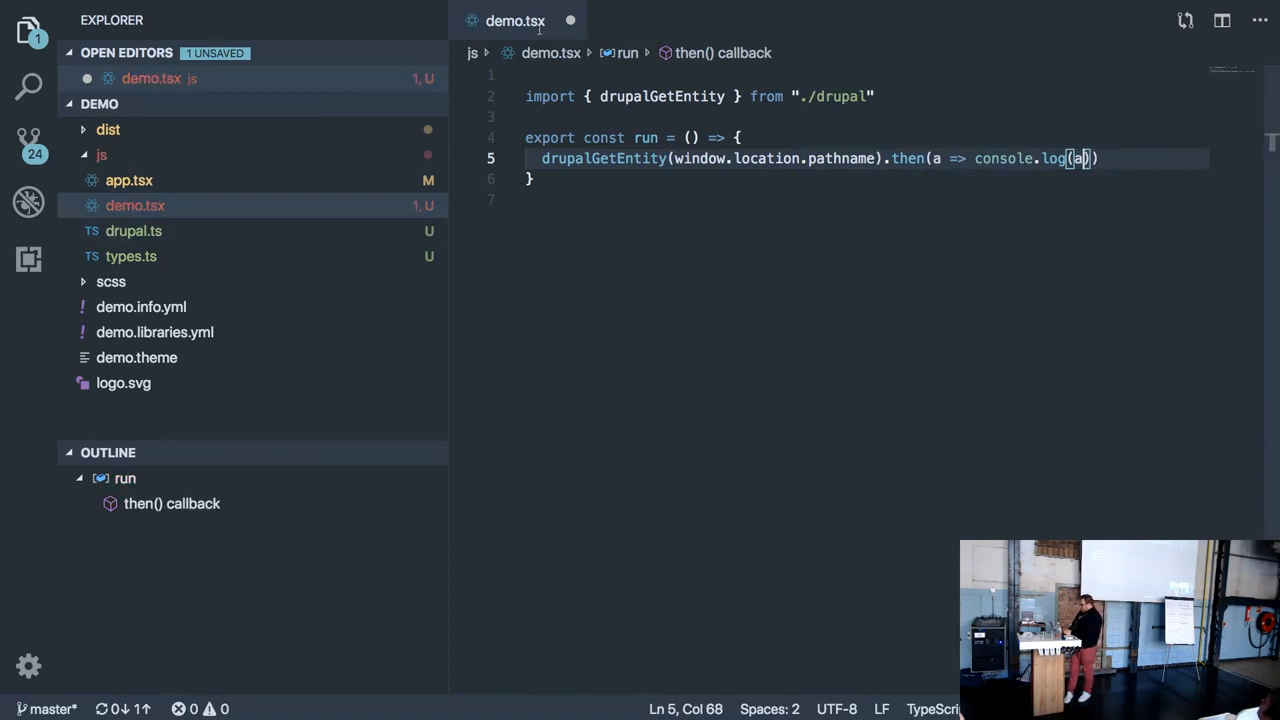 EXPLORER
OPEN EDITORS 1 UNSAVED
demo.tsx js 1, U
DEMO
dist
js
app.tsx M
demo.tsx 1, U
TS drupal.ts U
TS types.ts U
scss
! demo.info.yml
! demo.libraries.yml
demo.theme
logo.svg
OUTLINE
run
then() callback
1
24
demo.tsx
js demo.tsx run then() callback
1
2 import { drupalGetEntity } from "./drupal"
3
4 export const run = () => {
5 drupalGetEntity(window.location.pathname).then(a => console.log(a))
6 }
7
master* 0↓ 1↑ 0 0 Ln 5, Col 68 Spaces: 2 UTF-8 LF